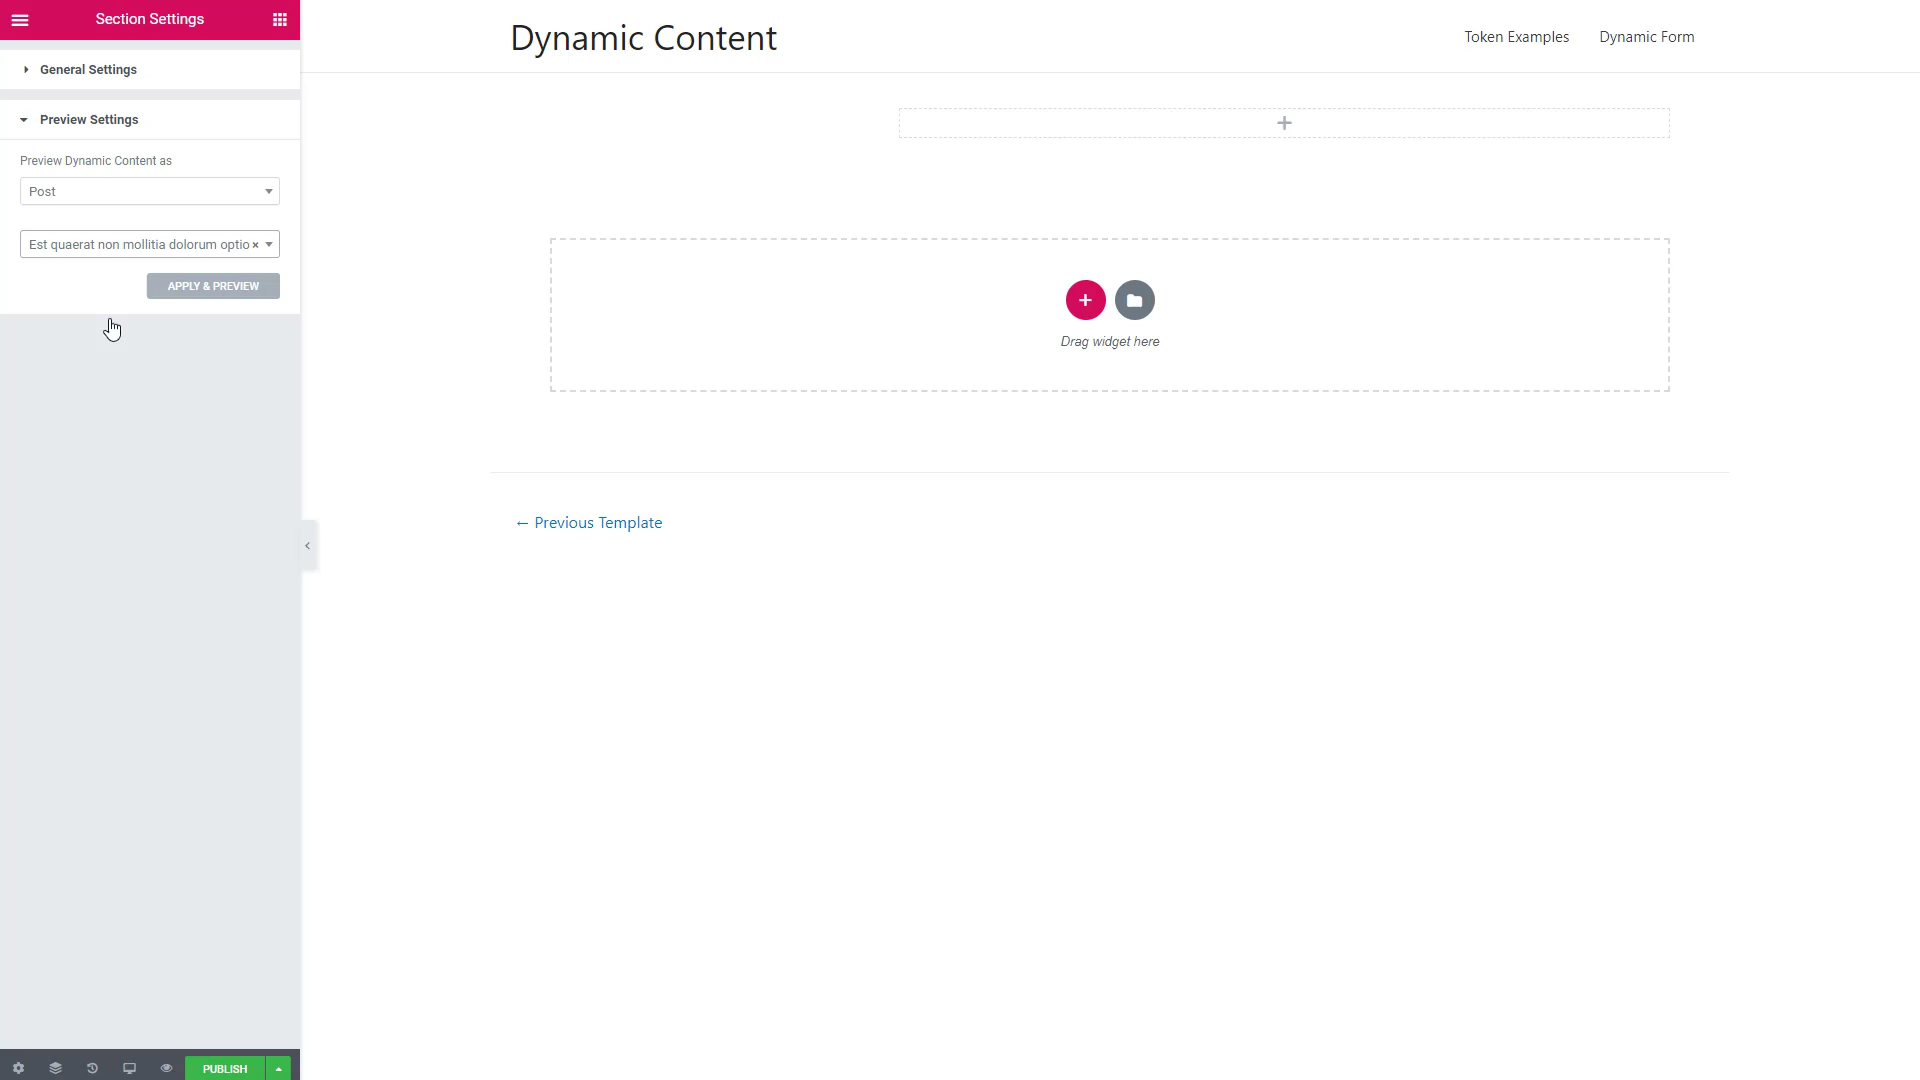 Section Settings
General Settings
Preview Settings
Preview Dynamic Content as
Post
Est quaerat non mollitia dolorum optio ×
APPLY & PREVIEW
PUBLISH
Dynamic Content
Token Examples
Dynamic Form
Drag widget here
← Previous Template